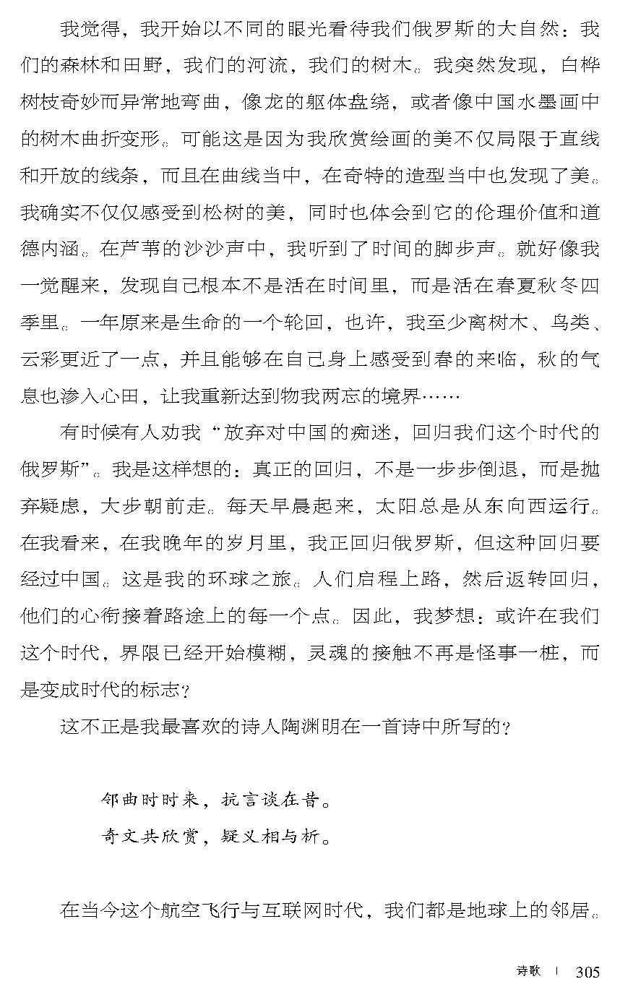 我觉得，我开始以不同的眼光看待我们俄罗斯的大自然：我
们的森林和田野，我们的河流，我们的树木。我突然发现，白桦
树枝奇妙而异常地弯曲，像龙的躯体盘绕，或者像中国水墨画中
的树木曲折变形。可能这是因为我欣赏绘画的美不仅局限于直线
和开放的线条，而且在曲线当中，在奇特的造型当中也发现了美。
我确实不仅仅感受到松树的美，同时也体会到它的伦理价值和道
德内涵。在芦苇的沙沙声中，我听到了时间的脚步声。就好像我
一觉醒来，发现自己根本不是活在时间里，而是活在春夏秋冬四
季里。一年原来是生命的一个轮回，也许，我至少离树木、鸟类、
云彩更近了一点，并且能够在自己身上感受到春的来临，秋的气
息也渗入心田，让我重新达到物我两忘的境界……
有时候有人劝我“放弃对中国的痴迷，回归我们这个时代的
俄罗斯”。我是这样想的：真正的回归，不是一步步倒退，而是抛
弃疑虑，大步朝前走。每天早晨起来，太阳总是从东向西运行。
在我看来，在我晚年的岁月里，我正回归俄罗斯，但这种回归要
经过中国。这是我的环球之旅。人们启程上路，然后返转回归，
他们的心衔接着路途上的每一个点。因此，我梦想：或许在我们
这个时代，界限已经开始模糊，灵魂的接触不再是怪事一桩，而
是变成时代的标志？
这不正是我最喜欢的诗人陶渊明在一首诗中所写的？
邻曲时时来，抗言谈在昔。
奇文共欣赏，疑义相与析。
在当今这个航空飞行与互联网时代，我们都是地球上的邻居。
诗歌 | 305